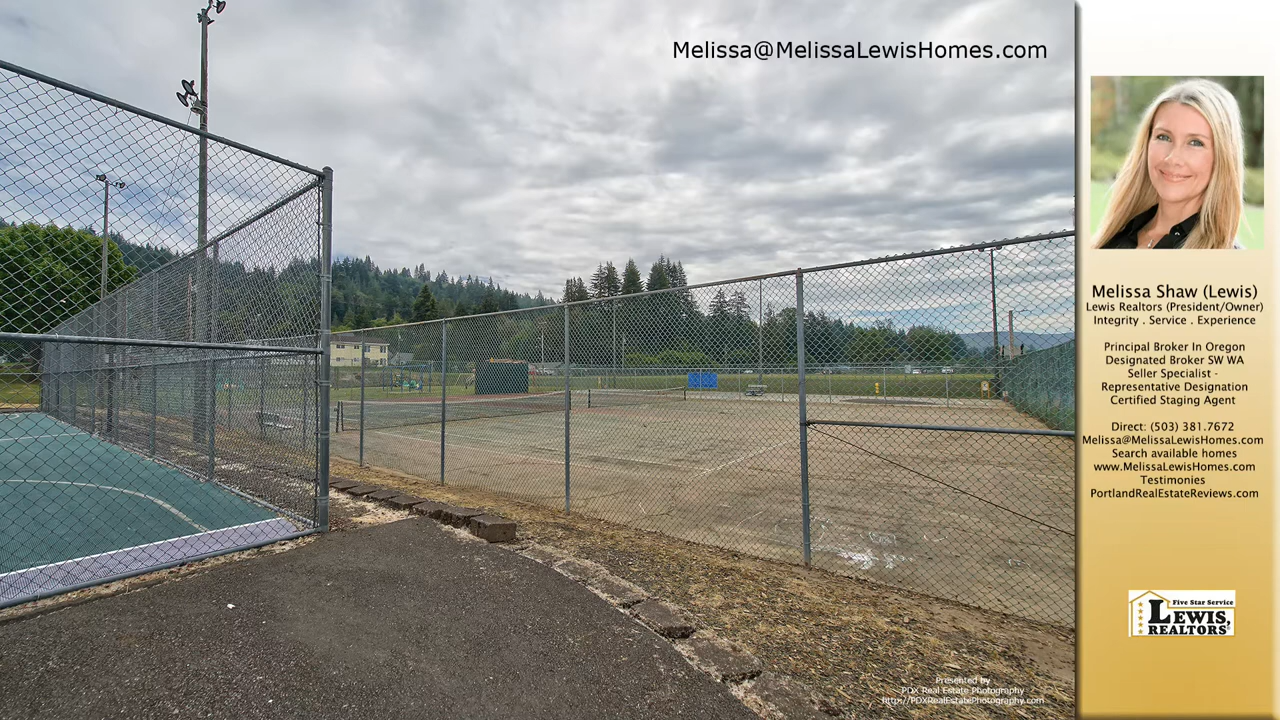 Melissa@MelissaLewisHomes.com
Melissa Shaw (Lewis)
Lewis Realtors (President/Owner)
Integrity . Service . Experience
Principal Broker In Oregon
Designated Broker SW WA
Seller Specialist -
Representative Designation
Certified Staging Agent
Direct: (503) 381.7672
Melissa@MelissaLewisHomes.com
Search available homes
www.MelissaLewisHomes.com
Testimonies
PortlandRealEstateReviews.com
Five Star Service
LEWIS,
REALTORS
Presented by
PDX Real Estate Photography
https://PDXRealEstatePhotography.com